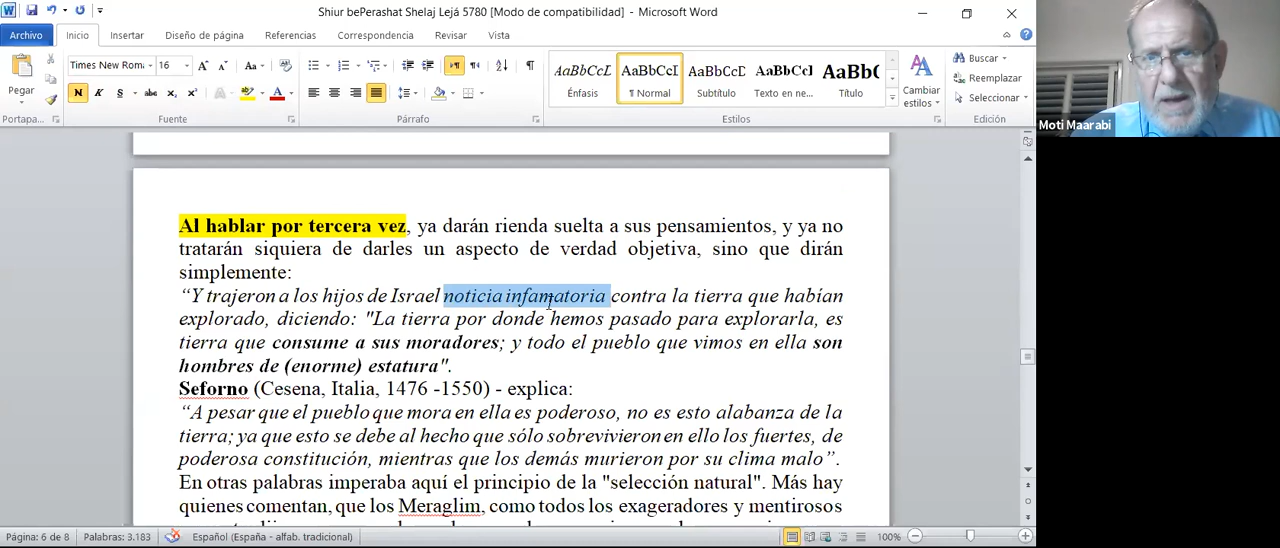 Shiur bePerashat Shelaj Lejá 5780 [Modo de compatibilidad] - Microsoft Word
Archivo Inicio Insertar Diseño de página Referencias Correspondencia Revisar Vista
Times New Roma 16
Pegar
N K S abc x₂ x² A
AaBbCcL AaBbCcI AaBbCcD AaBbCcI AaBb(
Énfasis ¶ Normal Subtítulo Texto en ne... Título
Cambiar estilos
Buscar
Reemplazar
Seleccionar
Portapa... Fuente Párrafo Estilos Edición
Moti Maarabi
Al hablar por tercera vez, ya darán rienda suelta a sus pensamientos, y ya no
tratarán siquiera de darles un aspecto de verdad objetiva, sino que dirán
simplemente:
“Y trajeron a los hijos de Israel noticia infamatoria contra la tierra que habían
explorado, diciendo: "La tierra por donde hemos pasado para explorarla, es
tierra que consume a sus moradores; y todo el pueblo que vimos en ella son
hombres de (enorme) estatura".
Seforno (Cesena, Italia, 1476 -1550) - explica:
“A pesar que el pueblo que mora en ella es poderoso, no es esto alabanza de la
tierra; ya que esto se debe al hecho que sólo sobrevivieron en ello los fuertes, de
poderosa constitución, mientras que los demás murieron por su clima malo”.
En otras palabras imperaba aquí el principio de la "selección natural". Más hay
quienes comentan, que los Meraglim, como todos los exageradores y mentirosos
Página: 6 de 8 Palabras: 3.183 Español (España - alfab. tradicional) 100%